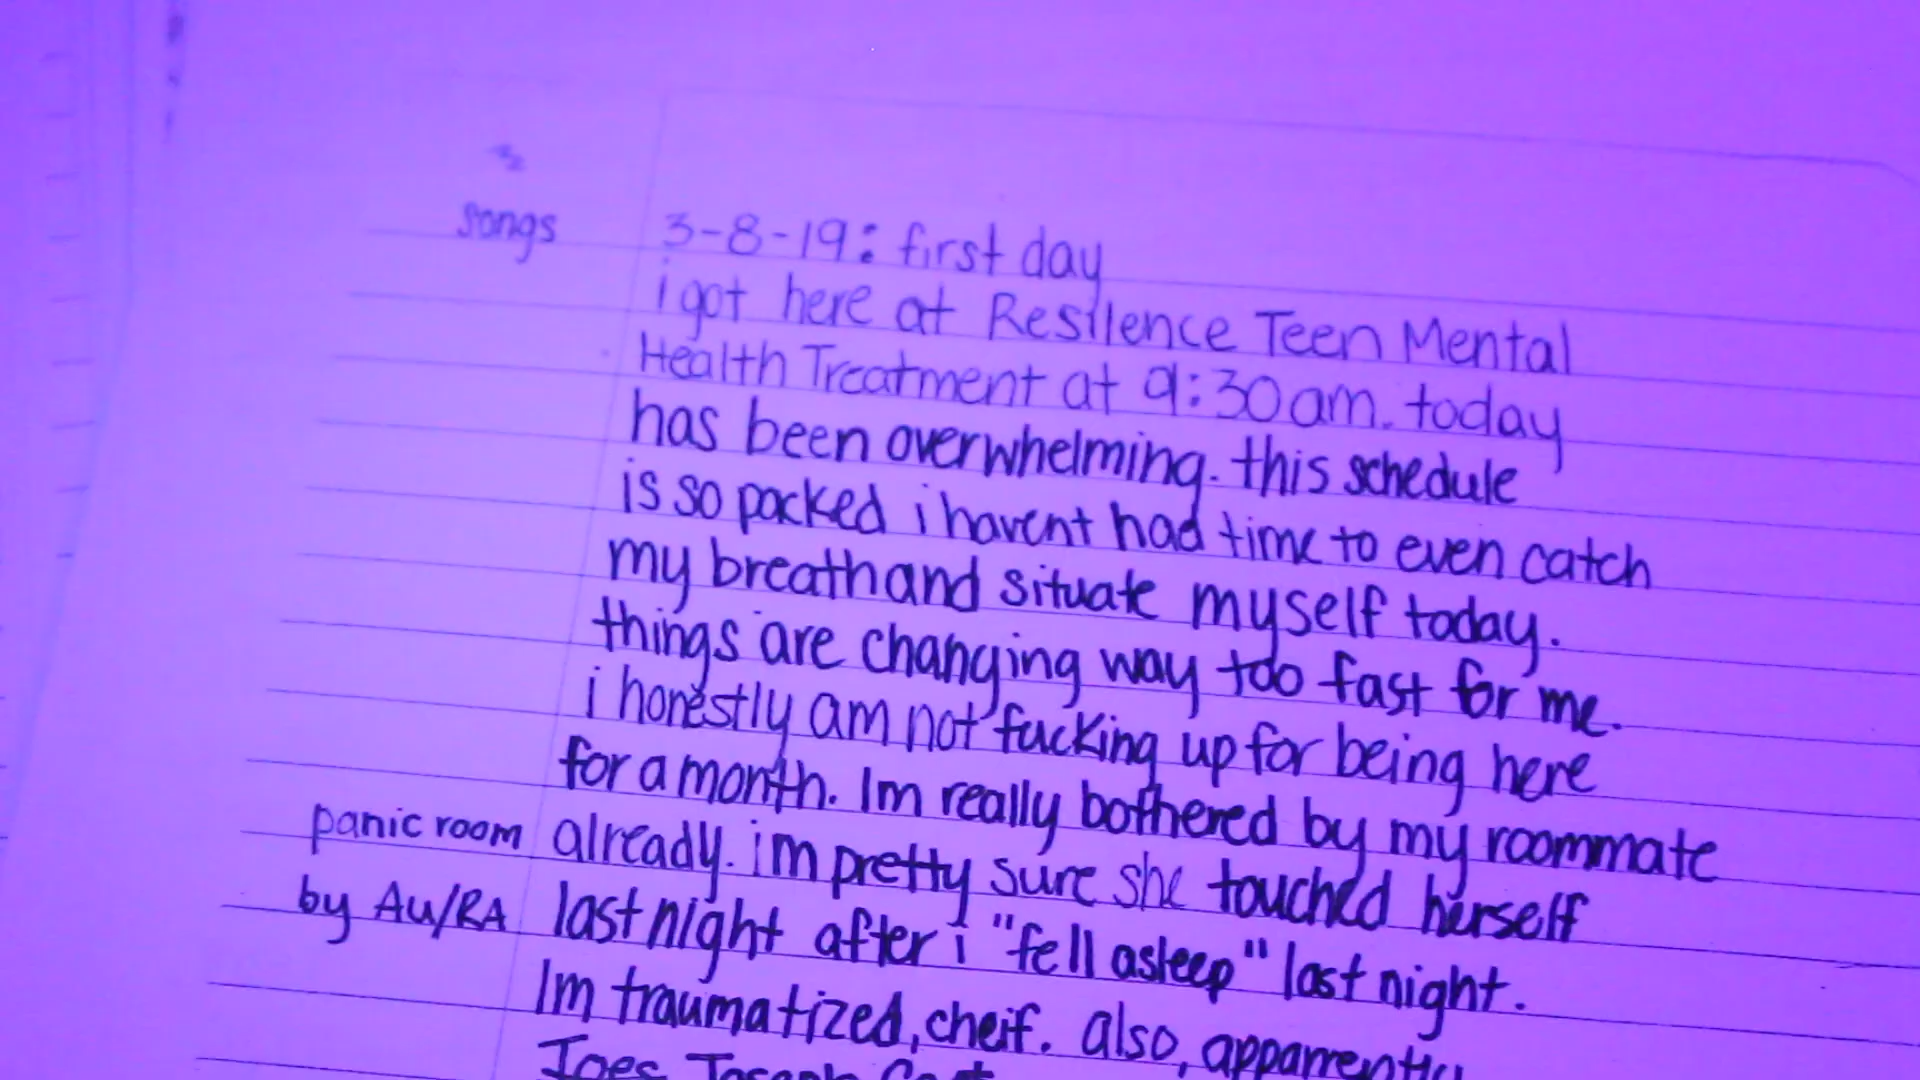 songs
3-8-19: first day
i got here at Resilence Teen Mental
Health Treatment at 9:30am. today
has been overwhelming. this schedule
is so packed i havent had time to even catch
my breath and situate myself today.
things are changing way too fast for me.
i honestly am not fucking up for being here
for a month. Im really bothered by my roommate
panic room already. im pretty sure she touched herself
by Au/RA last night after i "fell asleep" last night.
Im traumatized, cheif. also, apparrently
Joes Joseph